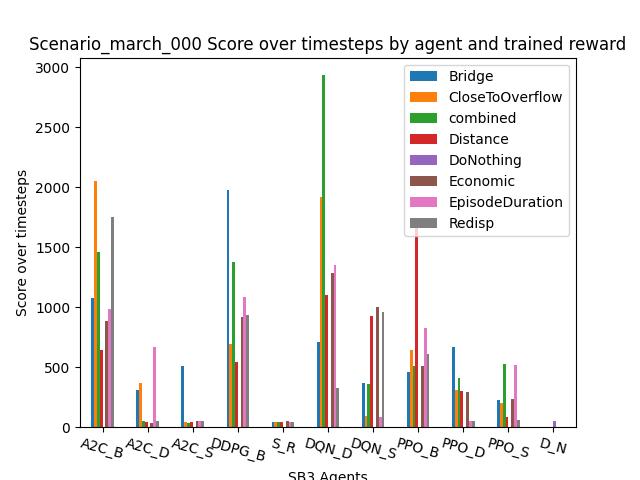 Scenario_march_000 Score over timesteps by agent and trained reward
Score over timesteps
3000
2500
2000
1500
1000
500
0
Bridge
CloseToOverflow
combined
Distance
DoNothing
Economic
EpisodeDuration
Redisp
A2C_B
A2C_D
A2C_S
DDPG_B
S_R
DQN_D
DQN_S
PPO_B
PPO_D
PPO_S
D_N
SB3 Agents